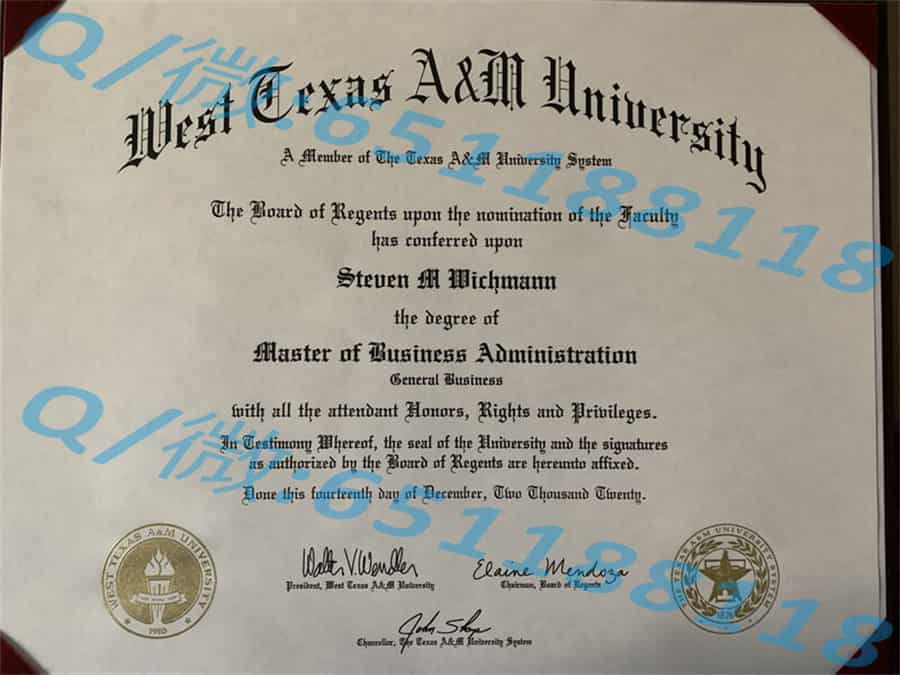 West Texas A&M University
A Member of The Texas A&M University System
The Board of Regents upon the nomination of the Faculty
has conferred upon
Steven M Wichmann
the degree of
Master of Business Administration
General Business
with all the attendant Honors, Rights and Privileges.
In Testimony Whereof, the seal of the University and the signatures
as authorized by the Board of Regents are hereunto affixed.
Done this fourteenth day of December, Two Thousand Twenty.
WEST TEXAS A&M UNIVERSITY
1910
Walter V. Wendler
President, West Texas A&M University
Elaine Mendoza
Chairman, Board of Regents
John Sharp
Chancellor, The Texas A&M University System
THE TEXAS A&M UNIVERSITY SYSTEM
Q/微:651188118
Q/微:651188118